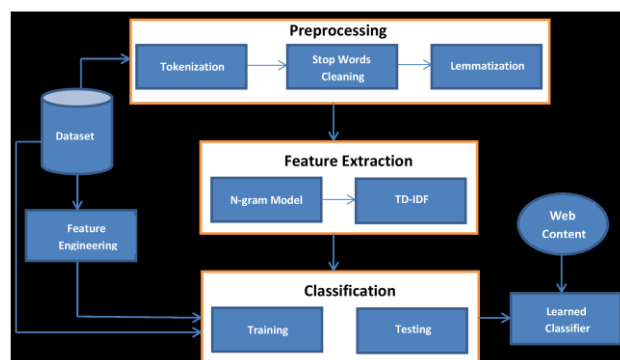 Preprocessing
Tokenization
Stop Words
Cleaning
Lemmatization
Dataset
Feature Extraction
N-gram Model
TD-IDF
Feature
Engineering
Web
Content
Classification
Training
Testing
Learned
Classifier